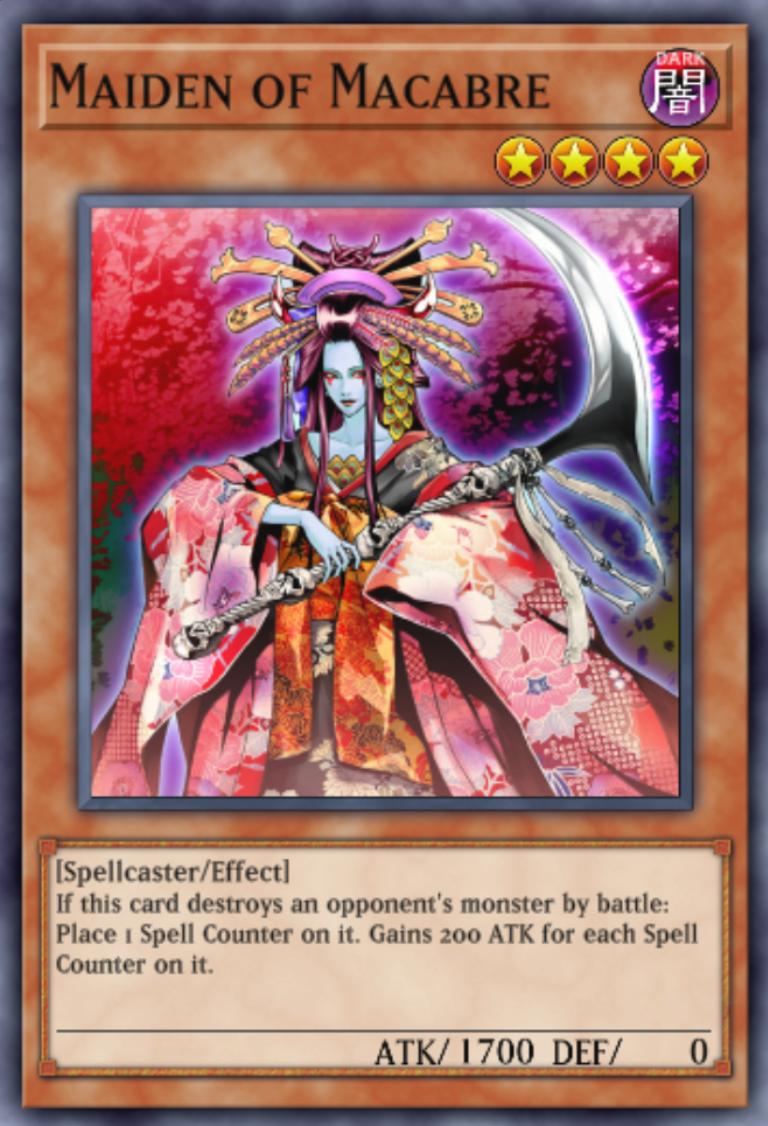 Maiden of Macabre
DARK
闇
[Spellcaster/Effect]
If this card destroys an opponent's monster by battle:
Place 1 Spell Counter on it. Gains 200 ATK for each Spell
Counter on it.
ATK/ 1700 DEF/ 0